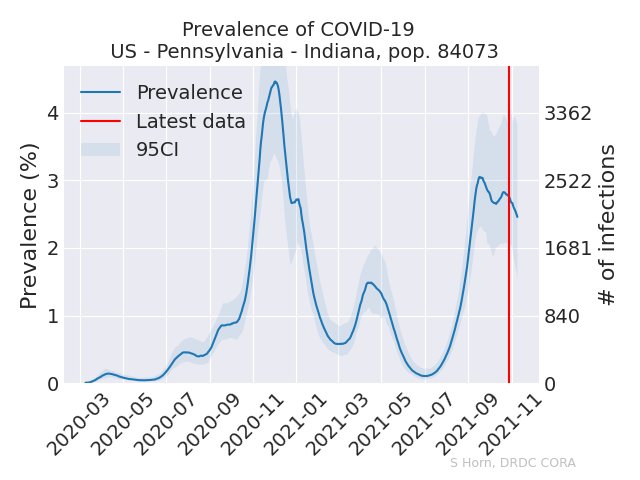 Prevalence of COVID-19
US - Pennsylvania - Indiana, pop. 84073
Prevalence
Latest data
95CI
Prevalence (%)
4
3
2
1
0
3362
2522
1681
840
0
# of infections
2020-03
2020-05
2020-07
2020-09
2020-11
2021-01
2021-03
2021-05
2021-07
2021-09
2021-11
S Horn, DRDC CORA